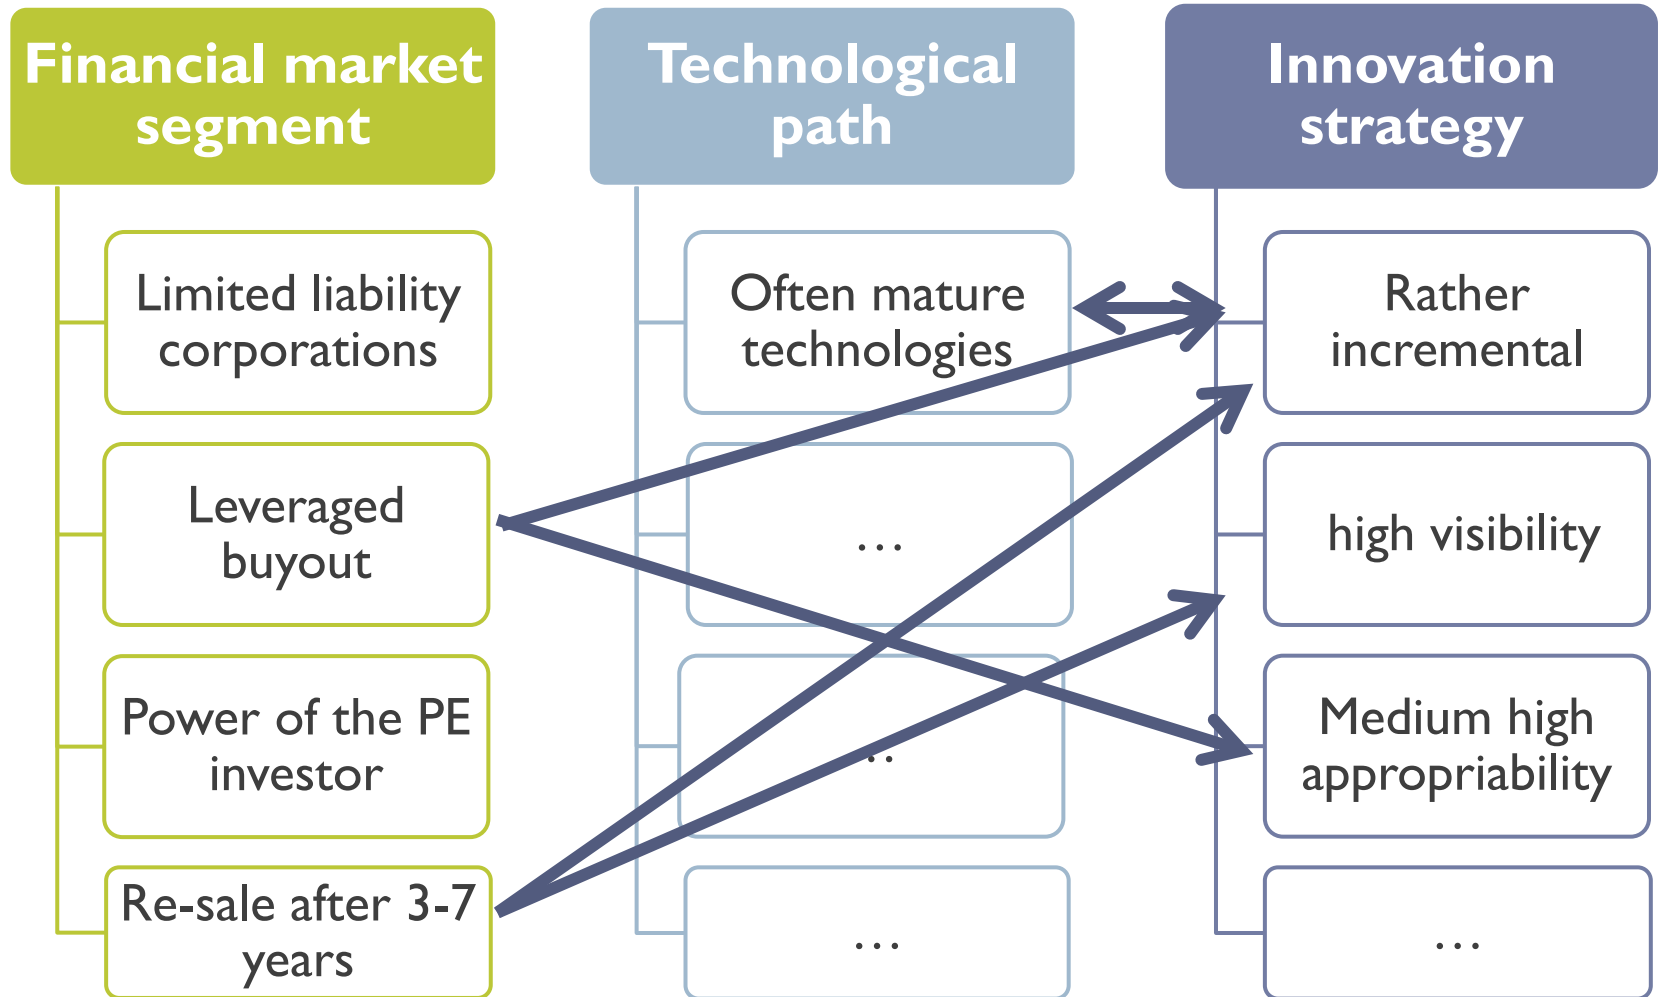 Financial market
segment
Limited liability
corporations
Leveraged
buyout
Power of the PE
investor
Re-sale after 3-7
years
Technological
path
Often mature
technologies
…
..
…
Innovation
strategy
Rather
incremental
high visibility
Medium high
appropriability
…